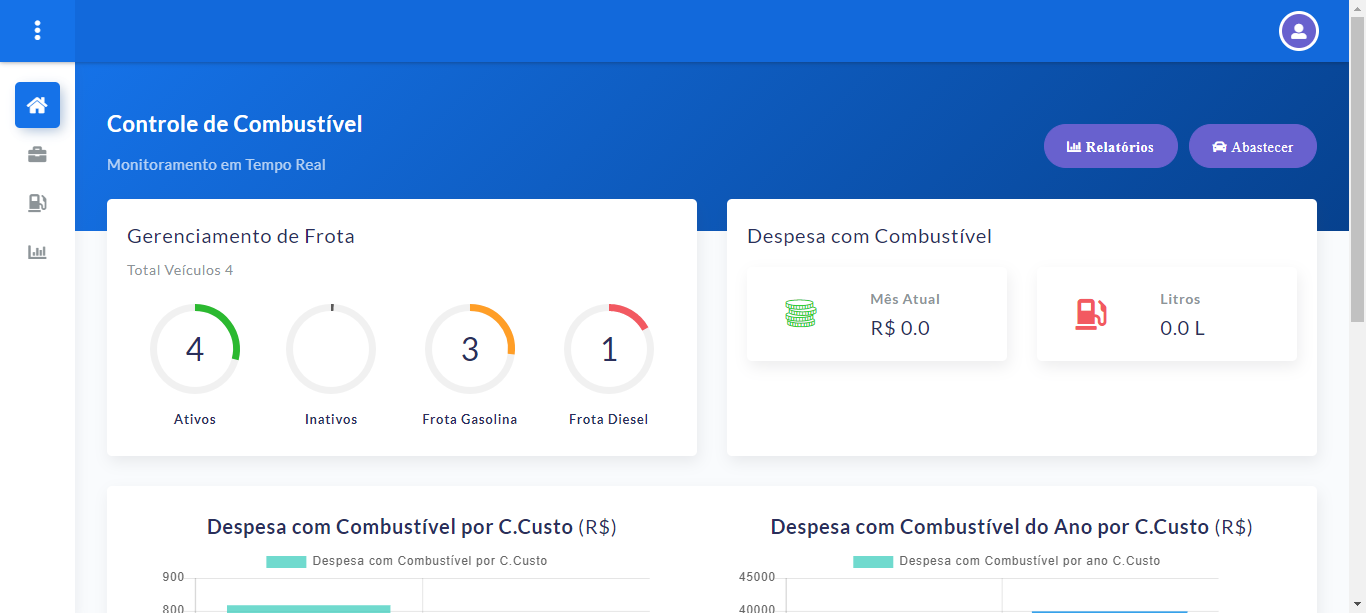 Controle de Combustível
Monitoramento em Tempo Real
Relatórios
Abastecer
Gerenciamento de Frota
Total Veículos 4
4
3
1
Ativos
Inativos
Frota Gasolina
Frota Diesel
Despesa com Combustível
Mês Atual
R$ 0.0
Litros
0.0 L
Despesa com Combustível por C.Custo (R$)
Despesa com Combustível por C.Custo
900
800
Despesa com Combustível do Ano por C.Custo (R$)
Despesa com Combustível por ano C.Custo
45000
40000